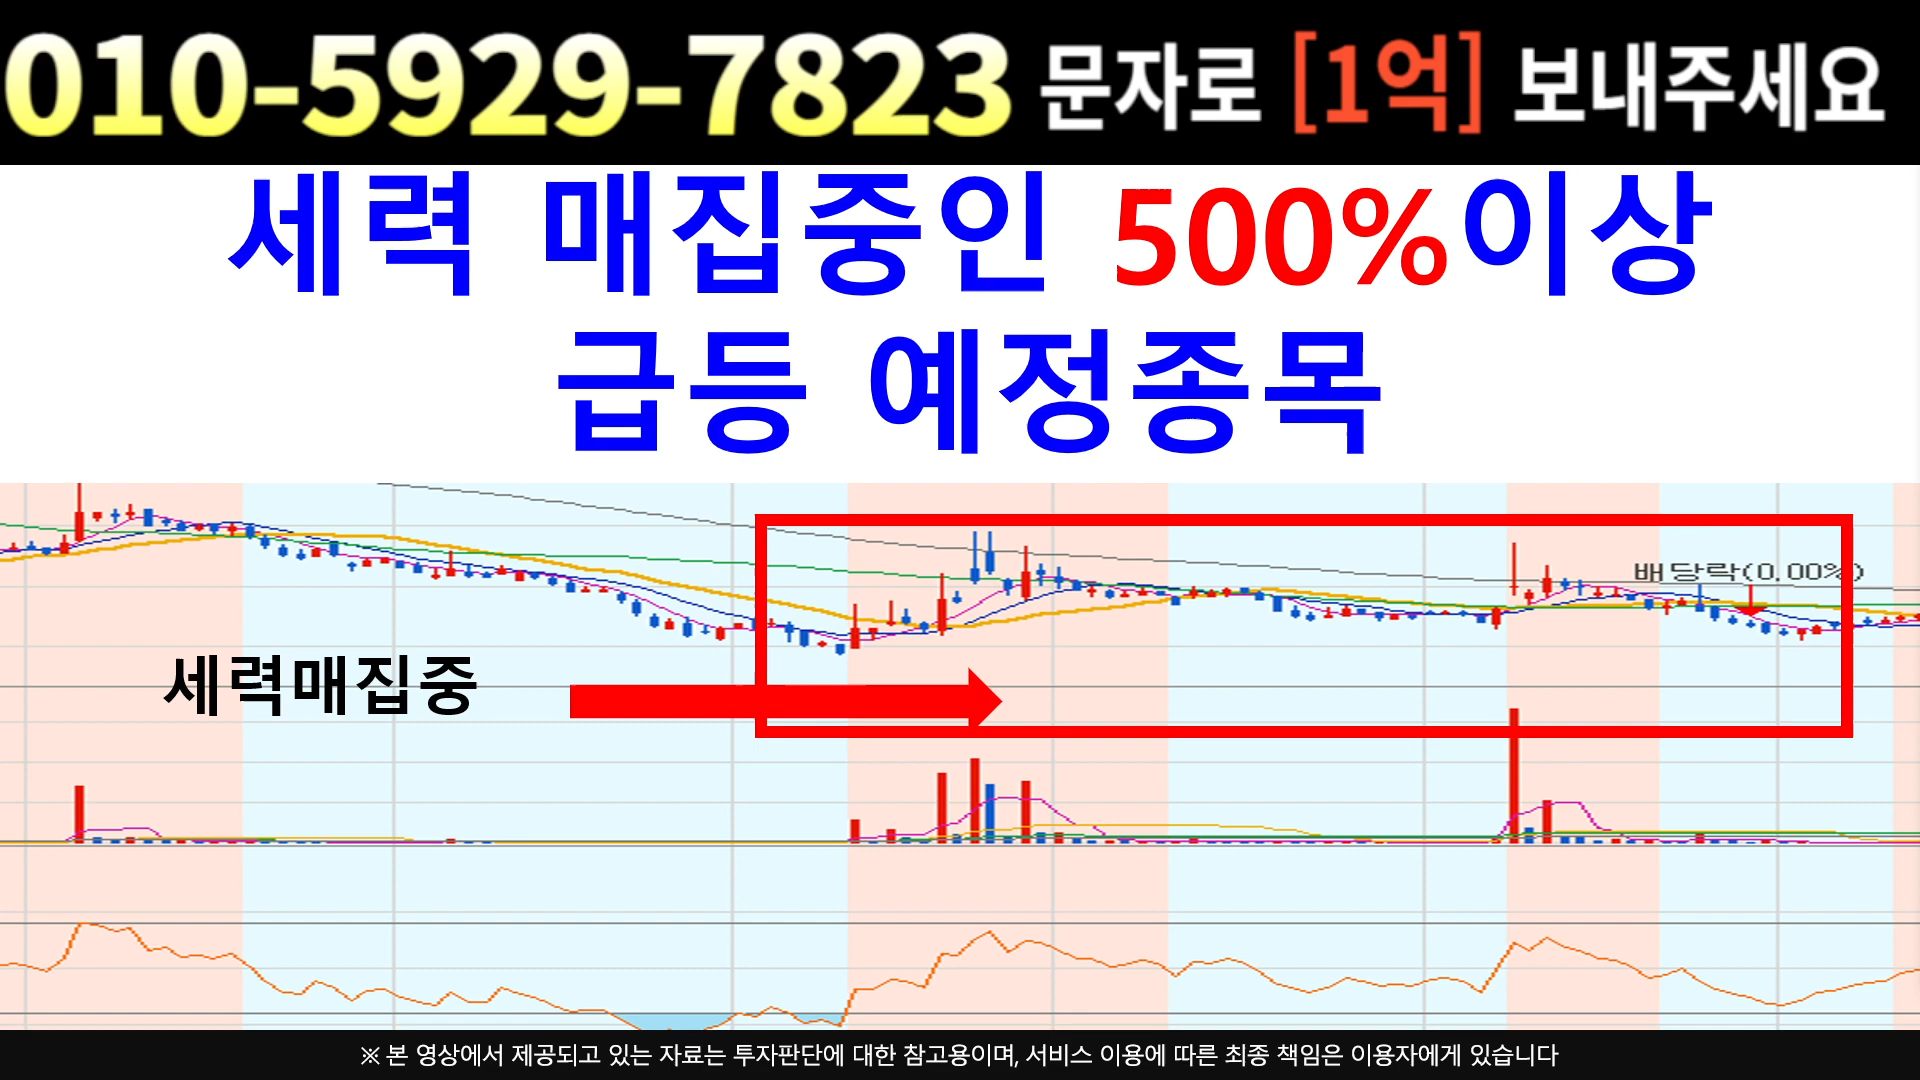 010-5929-7823 문자로 [1억] 보내주세요
세력 매집중인 500%이상
급등 예정종목
배당락(0.00%)
세력매집중
※ 본 영상에서 제공되고 있는 자료는 투자판단에 대한 참고용이며, 서비스 이용에 따른 최종 책임은 이용자에게 있습니다